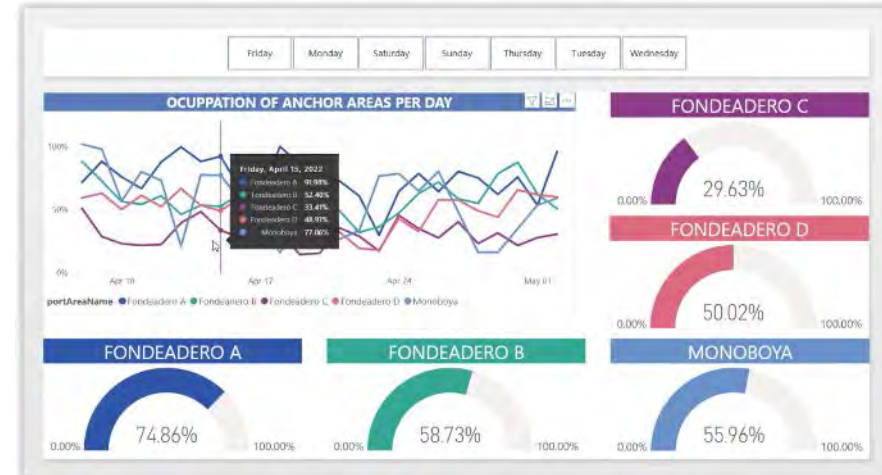 Friday Monday Saturday Sunday Thursday Tuesday Wednesday
OCUPPATION OF ANCHOR AREAS PER DAY
100%
50%
0%
Friday, April 15, 2022
Fondeadero A 91.98%
Fondeadero B 52.40%
Fondeadero C 33.41%
Fondeadero D 48.97%
Monoboya 77.06%
Apr 10 Apr 17 Apr 24 May 01
portAreaName Fondeadero A Fondeadero B Fondeadero C Fondeadero D Monoboya
FONDEADERO C
29.63%
0.00% 100.00%
FONDEADERO D
50.02%
0.00% 100.00%
FONDEADERO A
74.86%
0.00% 100.00%
FONDEADERO B
58.73%
0.00% 100.00%
MONOBOYA
55.96%
0.00% 100.00%